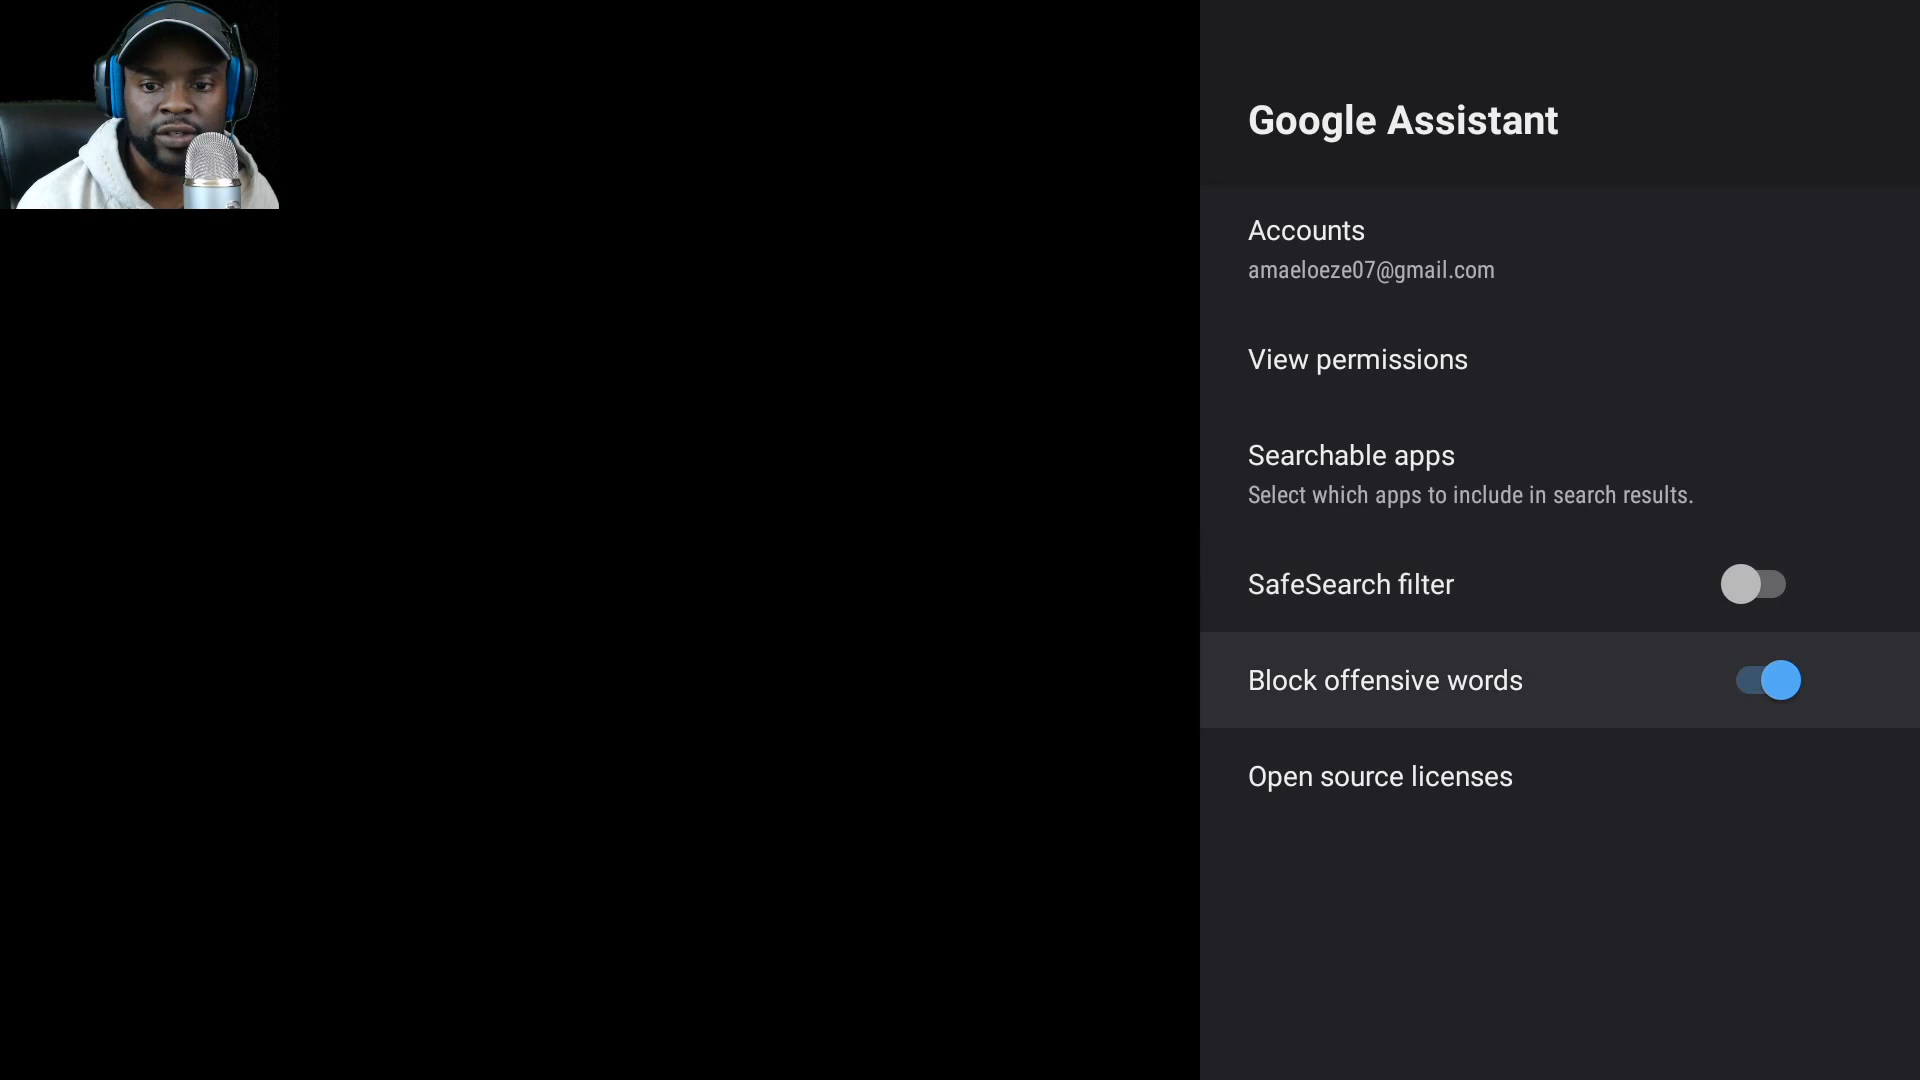 Google Assistant
Accounts
amaeloeze07@gmail.com
View permissions
Searchable apps
Select which apps to include in search results.
SafeSearch filter
Block offensive words
Open source licenses